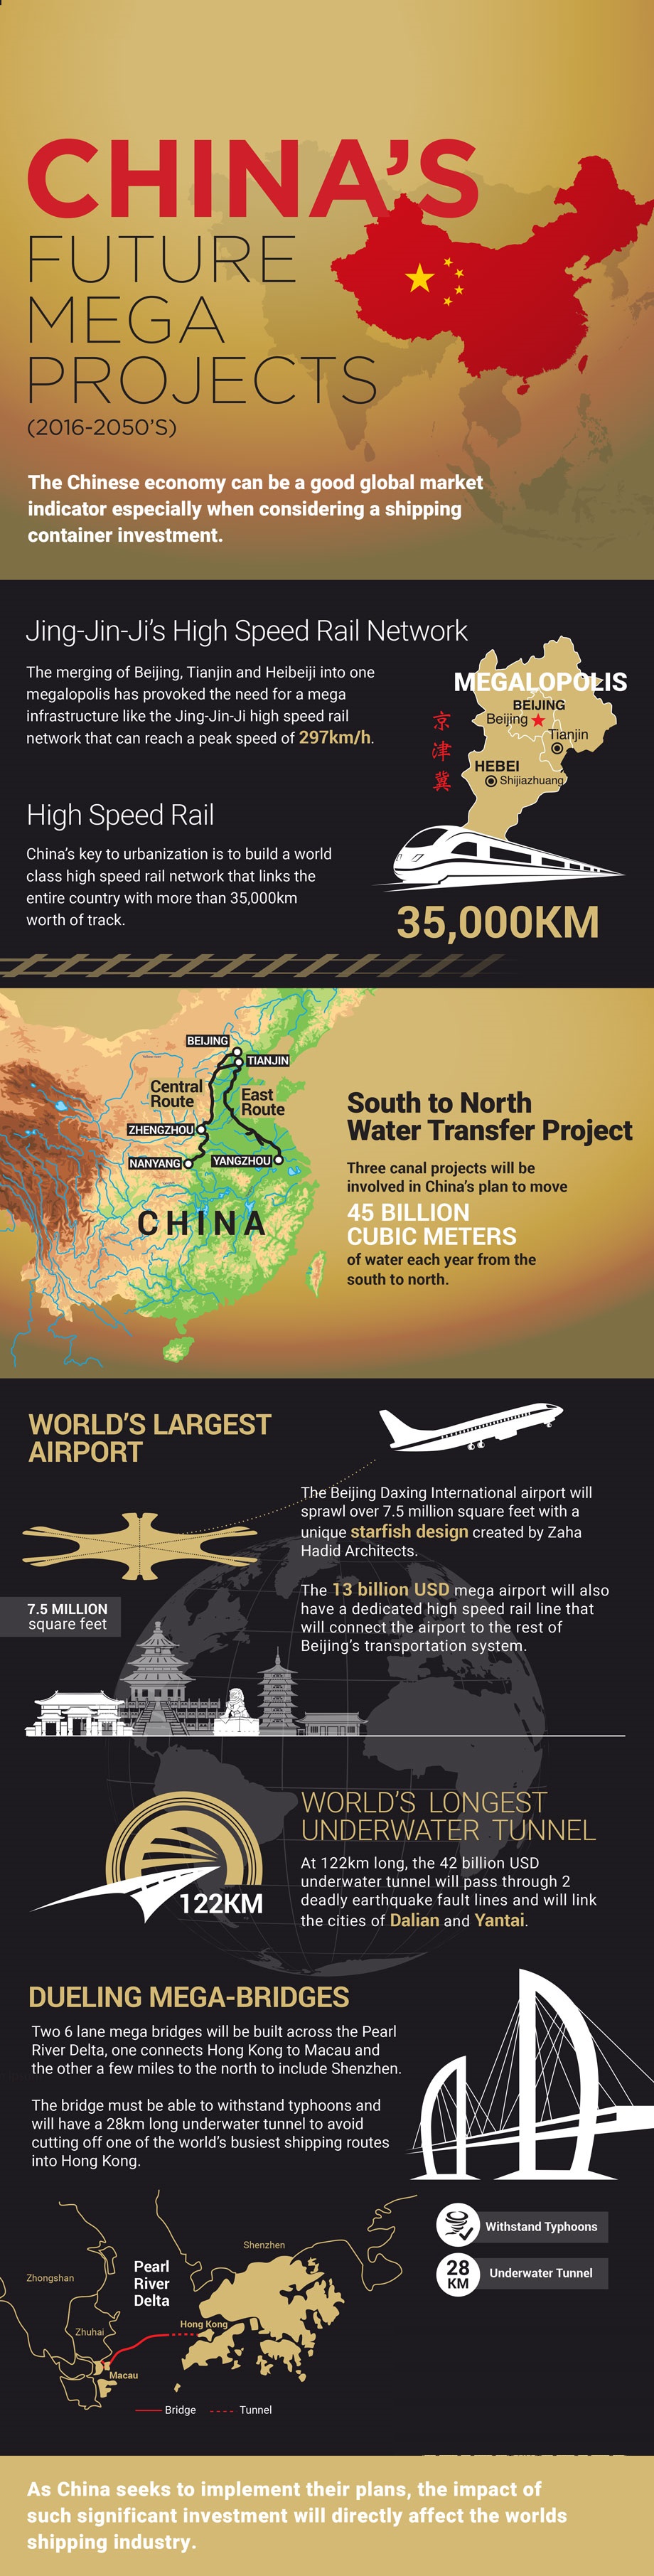 CHINA'S
FUTURE
MEGA
PROJECTS
(2016-2050'S)
The Chinese economy can be a good global market
indicator especially when considering a shipping
container investment.
Jing-Jin-Ji's High Speed Rail Network
The merging of Beijing, Tianjin and Heibeiji into one
megalopolis has provoked the need for a mega
infrastructure like the Jing-Jin-Ji high speed rail
network that can reach a peak speed of 297km/h.
MEGALOPOLIS
BEIJING
Beijing
Tianjin
HEBEI
Shijiazhuang
京
津
冀
High Speed Rail
China's key to urbanization is to build a world
class high speed rail network that links the
entire country with more than 35,000km
worth of track.
35,000KM
BEIJING
TIANJIN
Central
Route
East
Route
ZHENGZHOU
NANYANG
YANGZHOU
CHINA
South to North
Water Transfer Project
Three canal projects will be
involved in China's plan to move
45 BILLION
CUBIC METERS
of water each year from the
south to north.
WORLD'S LARGEST
AIRPORT
The Beijing Daxing International airport will
sprawl over 7.5 million square feet with a
unique starfish design created by Zaha
Hadid Architects.
7.5 MILLION
square feet
The 13 billion USD mega airport will also
have a dedicated high speed rail line that
will connect the airport to the rest of
Beijing's transportation system.
WORLD'S LONGEST
UNDERWATER TUNNEL
122KM
At 122km long, the 42 billion USD
underwater tunnel will pass through 2
deadly earthquake fault lines and will link
the cities of Dalian and Yantai.
DUELING MEGA-BRIDGES
Two 6 lane mega bridges will be built across the Pearl
River Delta, one connects Hong Kong to Macau and
the other a few miles to the north to include Shenzhen.
The bridge must be able to withstand typhoons and
will have a 28km long underwater tunnel to avoid
cutting off one of the world's busiest shipping routes
into Hong Kong.
Withstand Typhoons
28
KM
Underwater Tunnel
Shenzhen
Pearl
River
Delta
Zhongshan
Hong Kong
Zhuhai
Macau
Bridge
Tunnel
As China seeks to implement their plans, the impact of
such significant investment will directly affect the worlds
shipping industry.